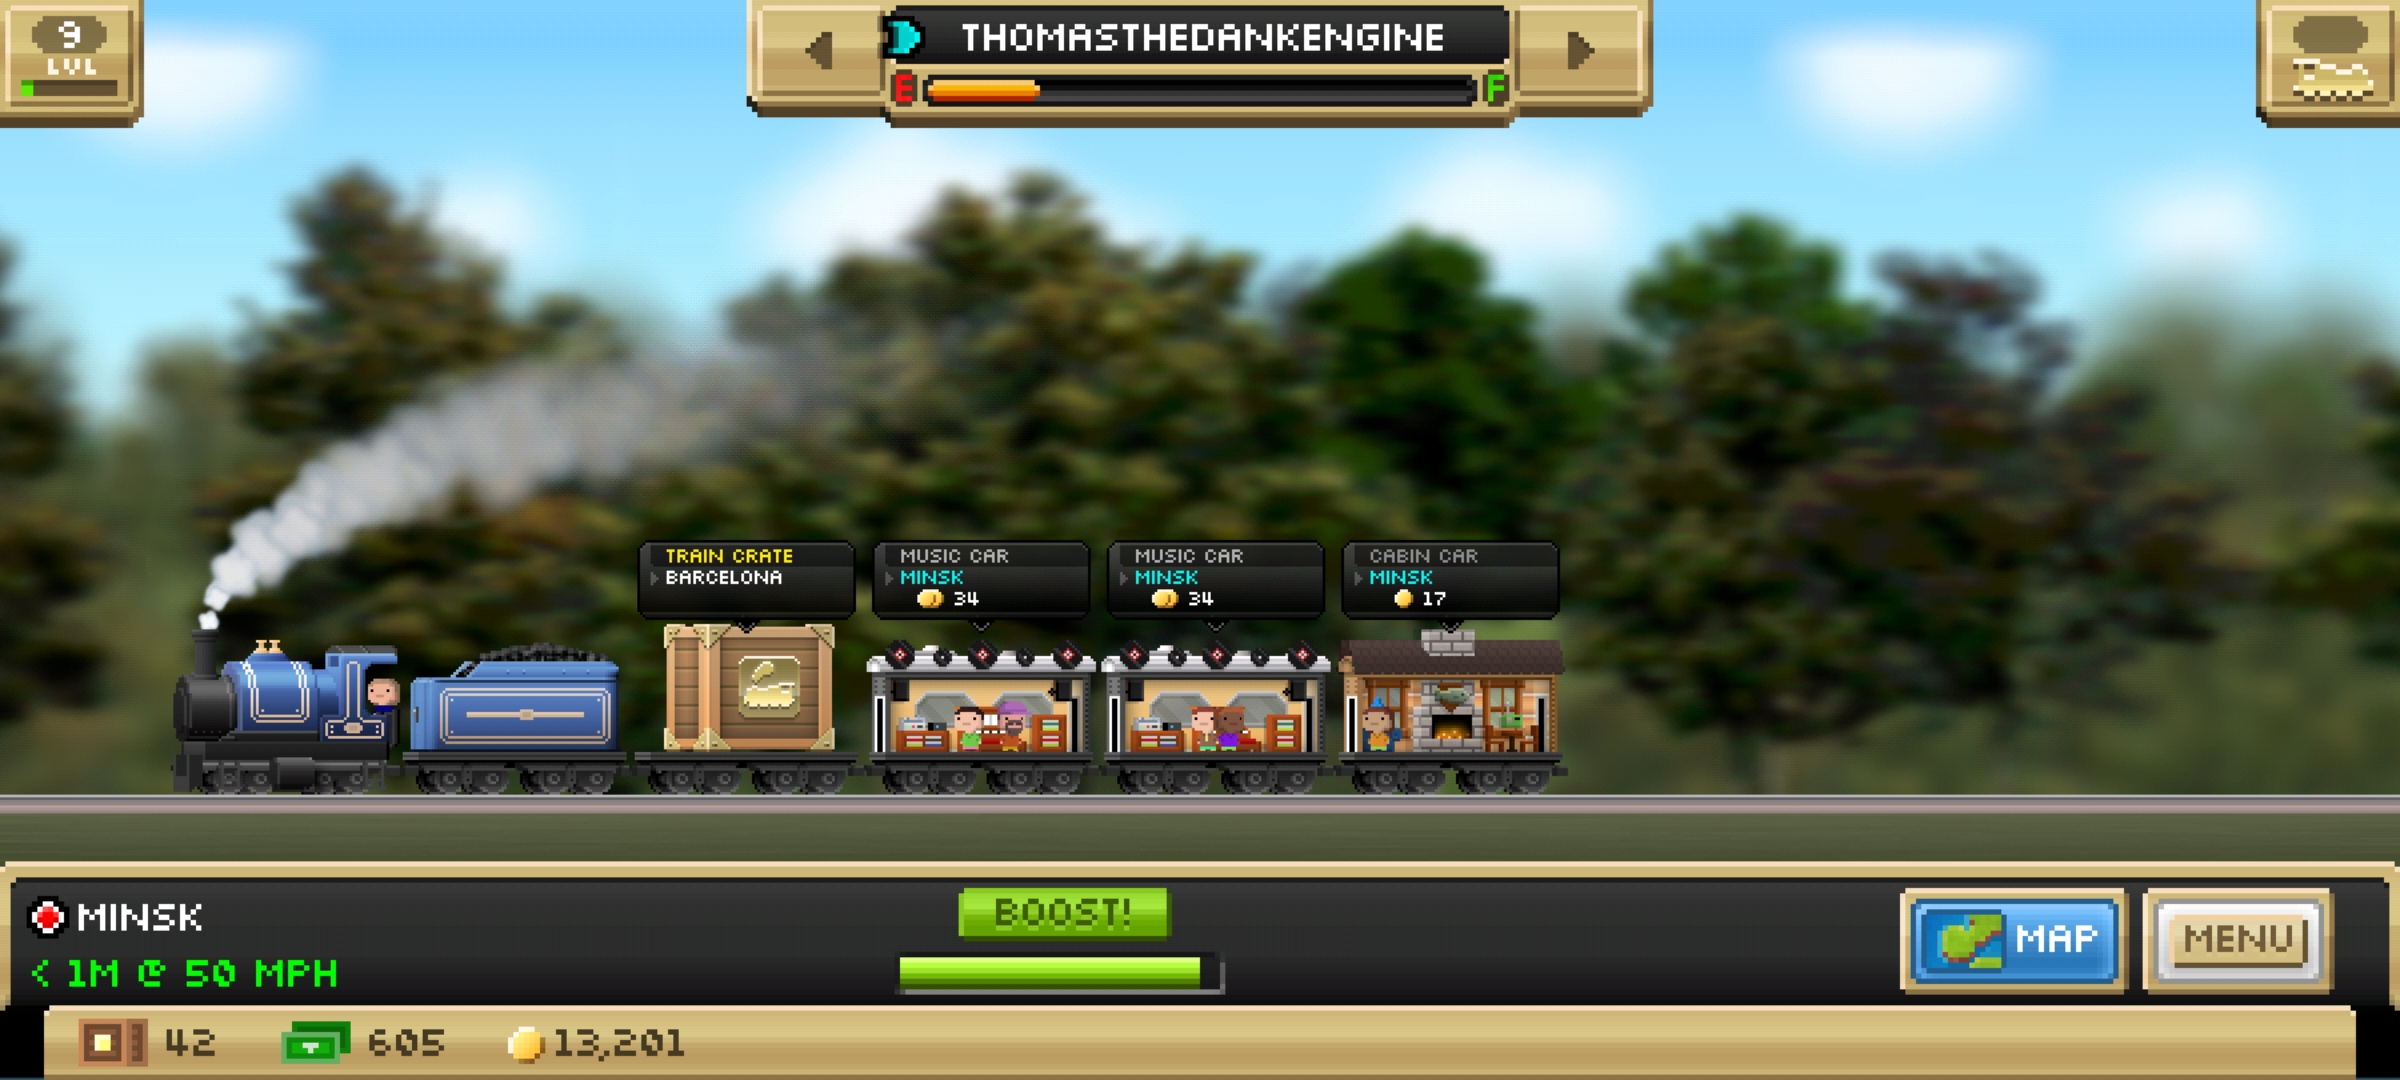 9
LVL
THOMASTHEDANKENGINE
E
F
TRAIN CRATE
BARCELONA
MUSIC CAR
MINSK
34
MUSIC CAR
MINSK
34
CABIN CAR
MINSK
17
MINSK
< 1M @ 50 MPH
BOOST!
MAP
MENU
42
605
13,201